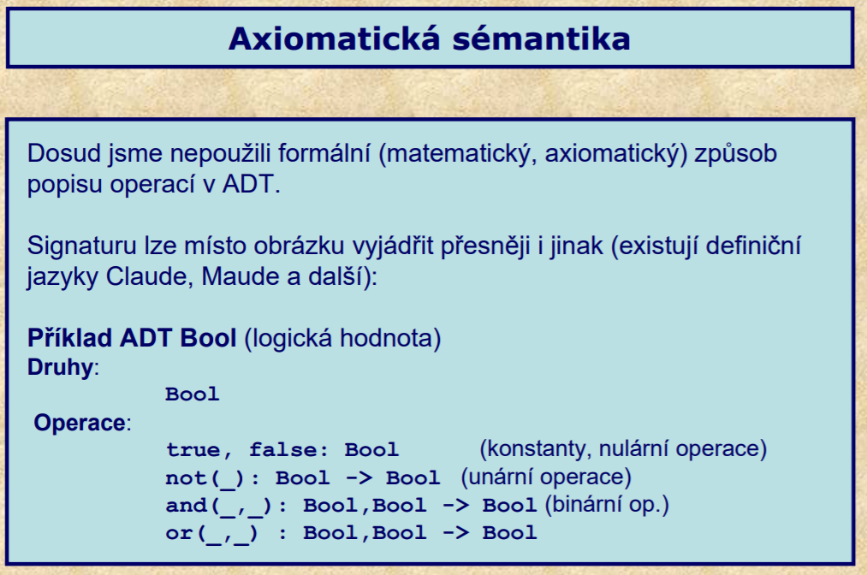 Axiomatická sémantika
Dosud jsme nepoužili formální (matematický, axiomatický) způsob
popisu operací v ADT.
Signaturu lze místo obrázku vyjádřit přesněji i jinak (existují definiční
jazyky Claude, Maude a další):
Příklad ADT Bool (logická hodnota)
Druhy:
Bool
Operace:
true, false: Bool (konstanty, nulární operace)
not(_): Bool -> Bool (unární operace)
and(_,_): Bool,Bool -> Bool (binární op.)
or(_,_) : Bool,Bool -> Bool